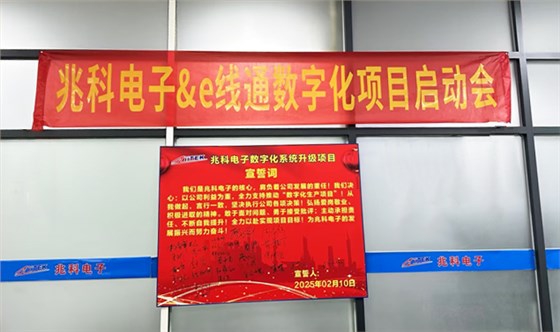 兆科电子&e线通数字化项目启动会
兆科电子数字化系统升级项目
宣誓词
我们是兆科电子的核心，肩负着公司发展的重任！我们决
心：以公司利益为重，全力支持推动“数字化生产项目”！从
我做起，言行一致，坚决执行公司各项决议！弘扬爱岗敬业、
积极进取的精神，敢于面对问题，勇于接受批评；主动承担责
任、不断自我提升！全力以赴实现项目目标！为兆科电子的发
展振兴而努力奋斗！
宣誓人：
2025年02月10日
兆科电子
兆科电子